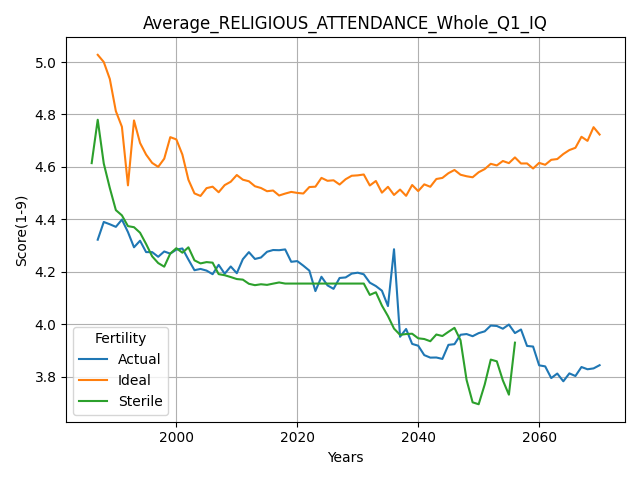 Average_RELIGIOUS_ATTENDANCE_Whole_Q1_IQ
5.0
4.8
4.6
4.4
4.2
4.0
3.8
Score(1-9)
Fertility
Actual
Ideal
Sterile
2000 2020 2040 2060
Years